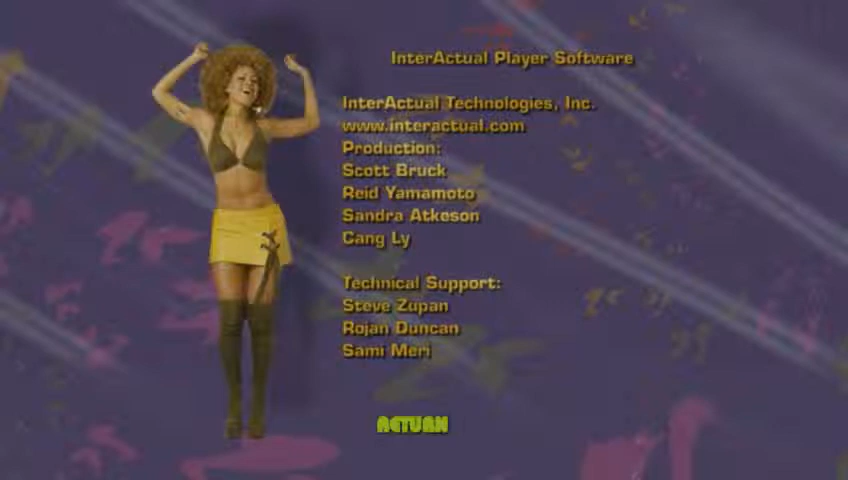 InterActual Player Software
InterActual Technologies, Inc.
www.interactual.com
Production:
Scott Bruck
Reid Yamamoto
Sandra Atkeson
Cang Ly
Technical Support:
Steve Zupan
Rojan Duncan
Sami Meri
RETURN